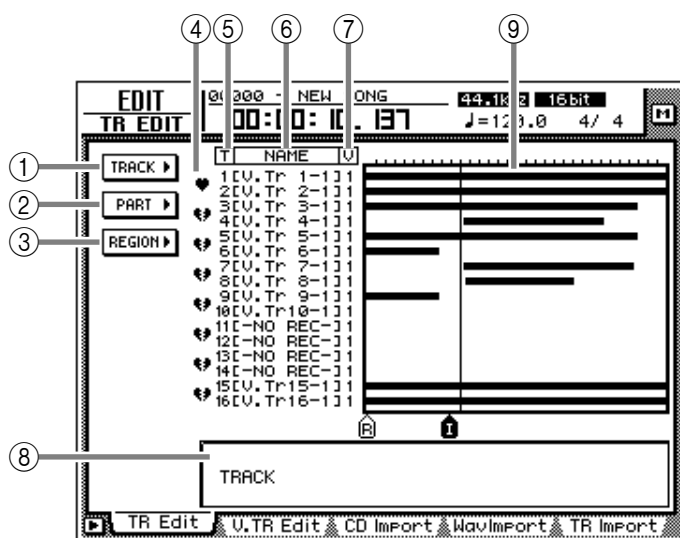 ④ ⑤ ⑥ ⑦ ⑨
EDIT
TR EDIT
00000 - NEW SONG
44.1kHz 16bit
00:00: 10. 137
♩=120.0 4/ 4
M
① TRACK
② PART
③ REGION
T NAME V
1[V.Tr 1-1]1
2[V.Tr 2-1]1
3[V.Tr 3-1]1
4[V.Tr 4-1]1
5[V.Tr 5-1]1
6[V.Tr 6-1]1
7[V.Tr 7-1]1
8[V.Tr 8-1]1
9[V.Tr 9-1]1
10[V.Tr10-1]1
11[-NO REC-]1
12[-NO REC-]1
13[-NO REC-]1
14[-NO REC-]1
15[V.Tr15-1]1
16[V.Tr16-1]1
R I
⑧ TRACK
TR Edit V.TR Edit CD Import WavImport TR Import